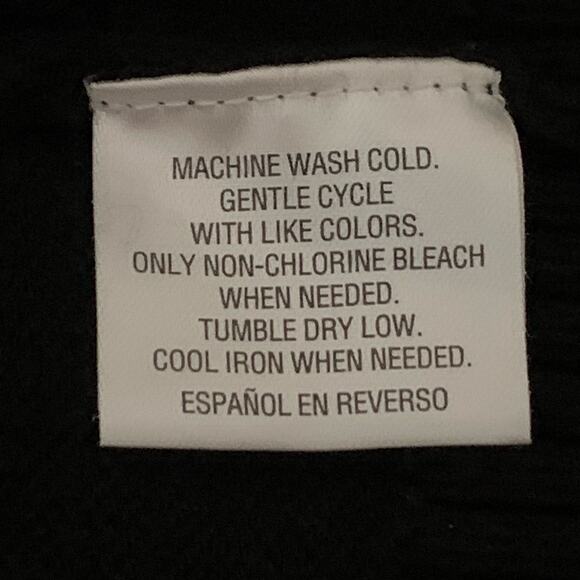 MACHINE WASH COLD.
GENTLE CYCLE
WITH LIKE COLORS.
ONLY NON-CHLORINE BLEACH
WHEN NEEDED.
TUMBLE DRY LOW.
COOL IRON WHEN NEEDED.
ESPAÑOL EN REVERSO